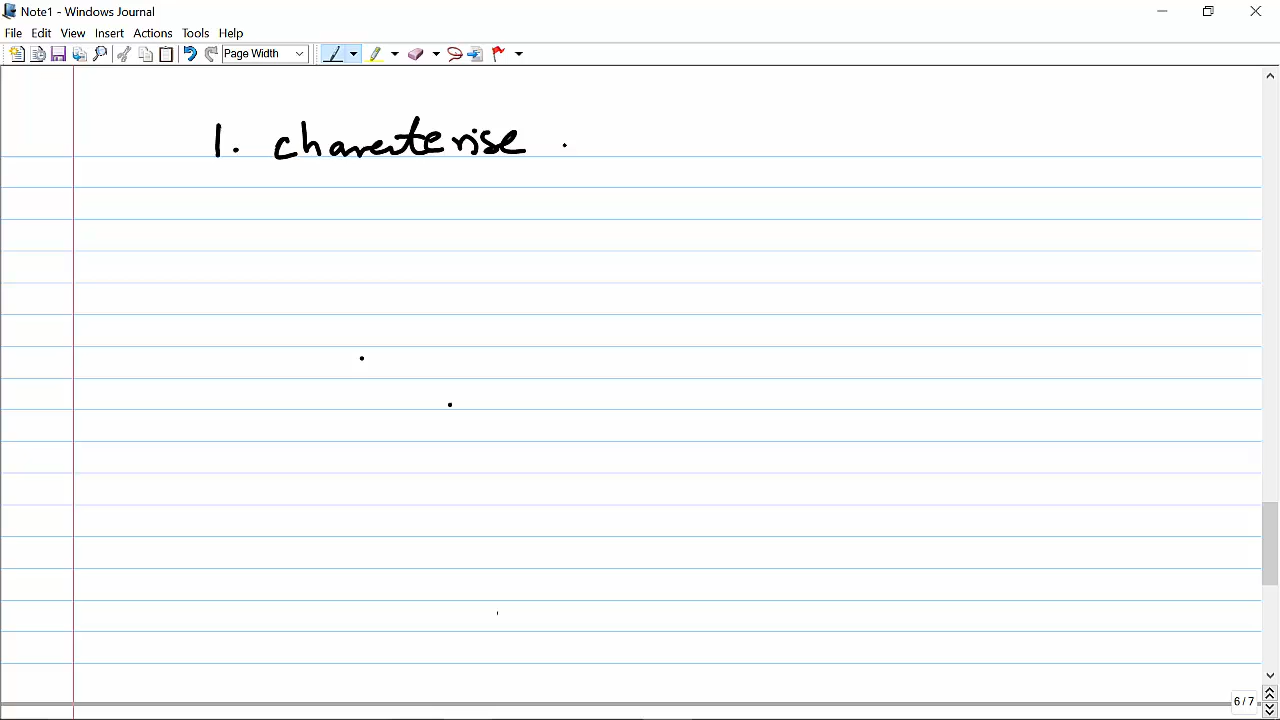 Note1 - Windows Journal
File Edit View Insert Actions Tools Help
Page Width
1. charecterise
6 / 7